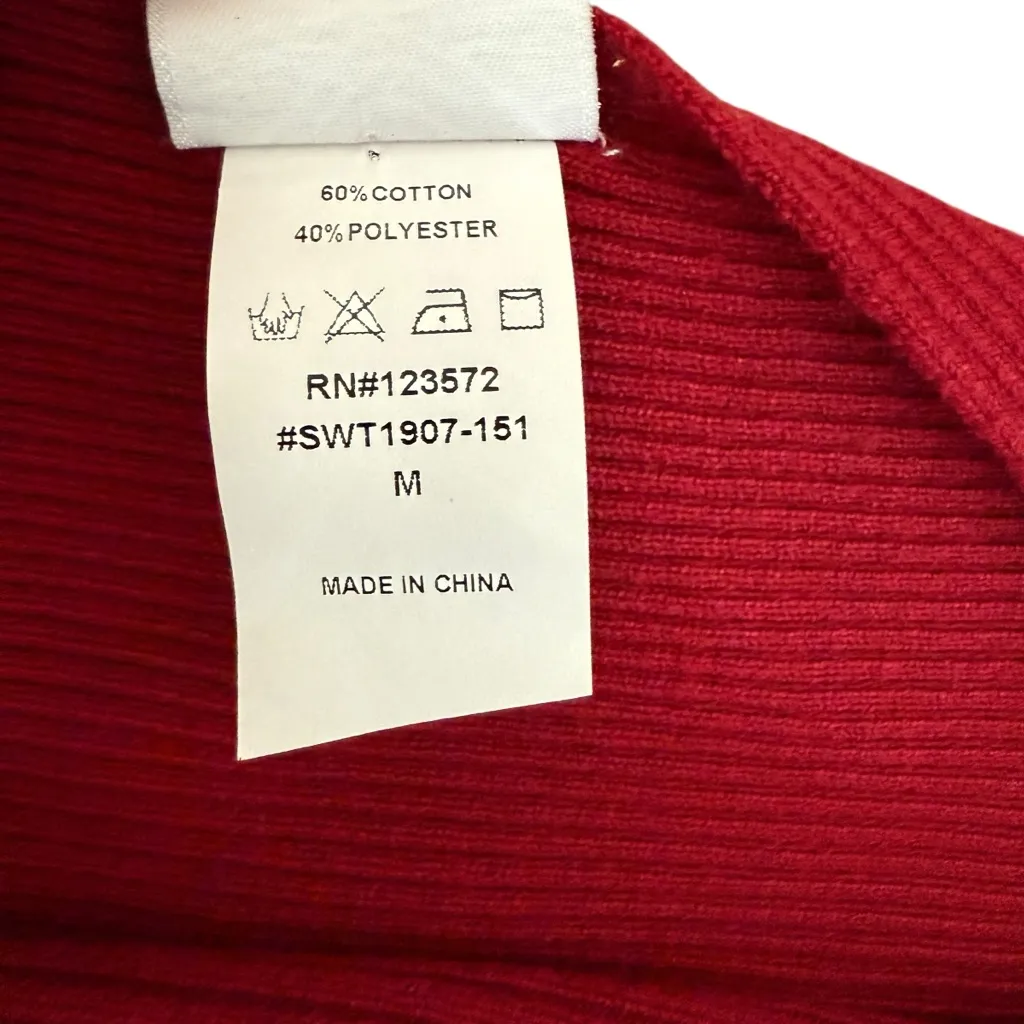 60% COTTON
40% POLYESTER
RN#123572
#SWT1907-151
M
MADE IN CHINA